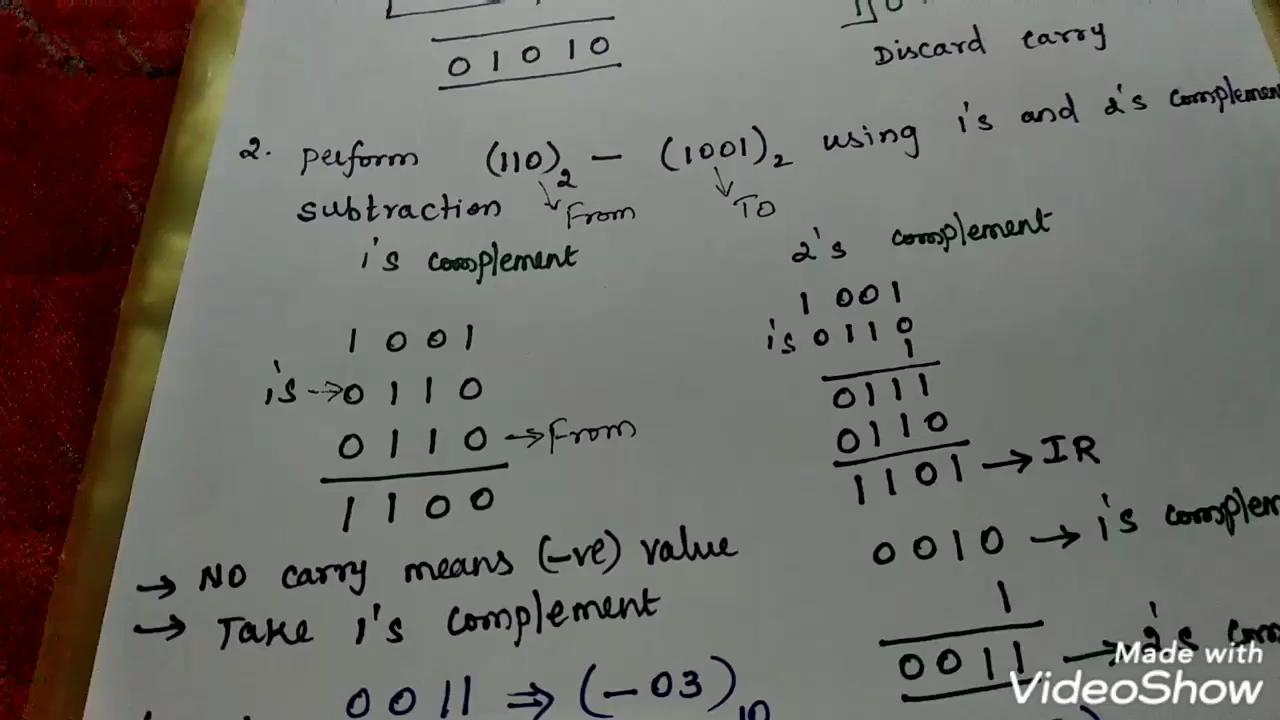 01010
Discard carry
2. Perform (110)₂ — (1001)₂ using 1's and 2's
subtraction ↳ From ↘ TO
1's complement
1001
1's → 0110
0110 → From
1100
→ NO carry means (-ve) value
→ Take 1's complement
0011 ⇒ (-03)₁₀
2's complement
1001
1's 0110
1
0111
0110
1101 → IR
0010 → 1's
1
0011 → 2's
Made with
VideoShow